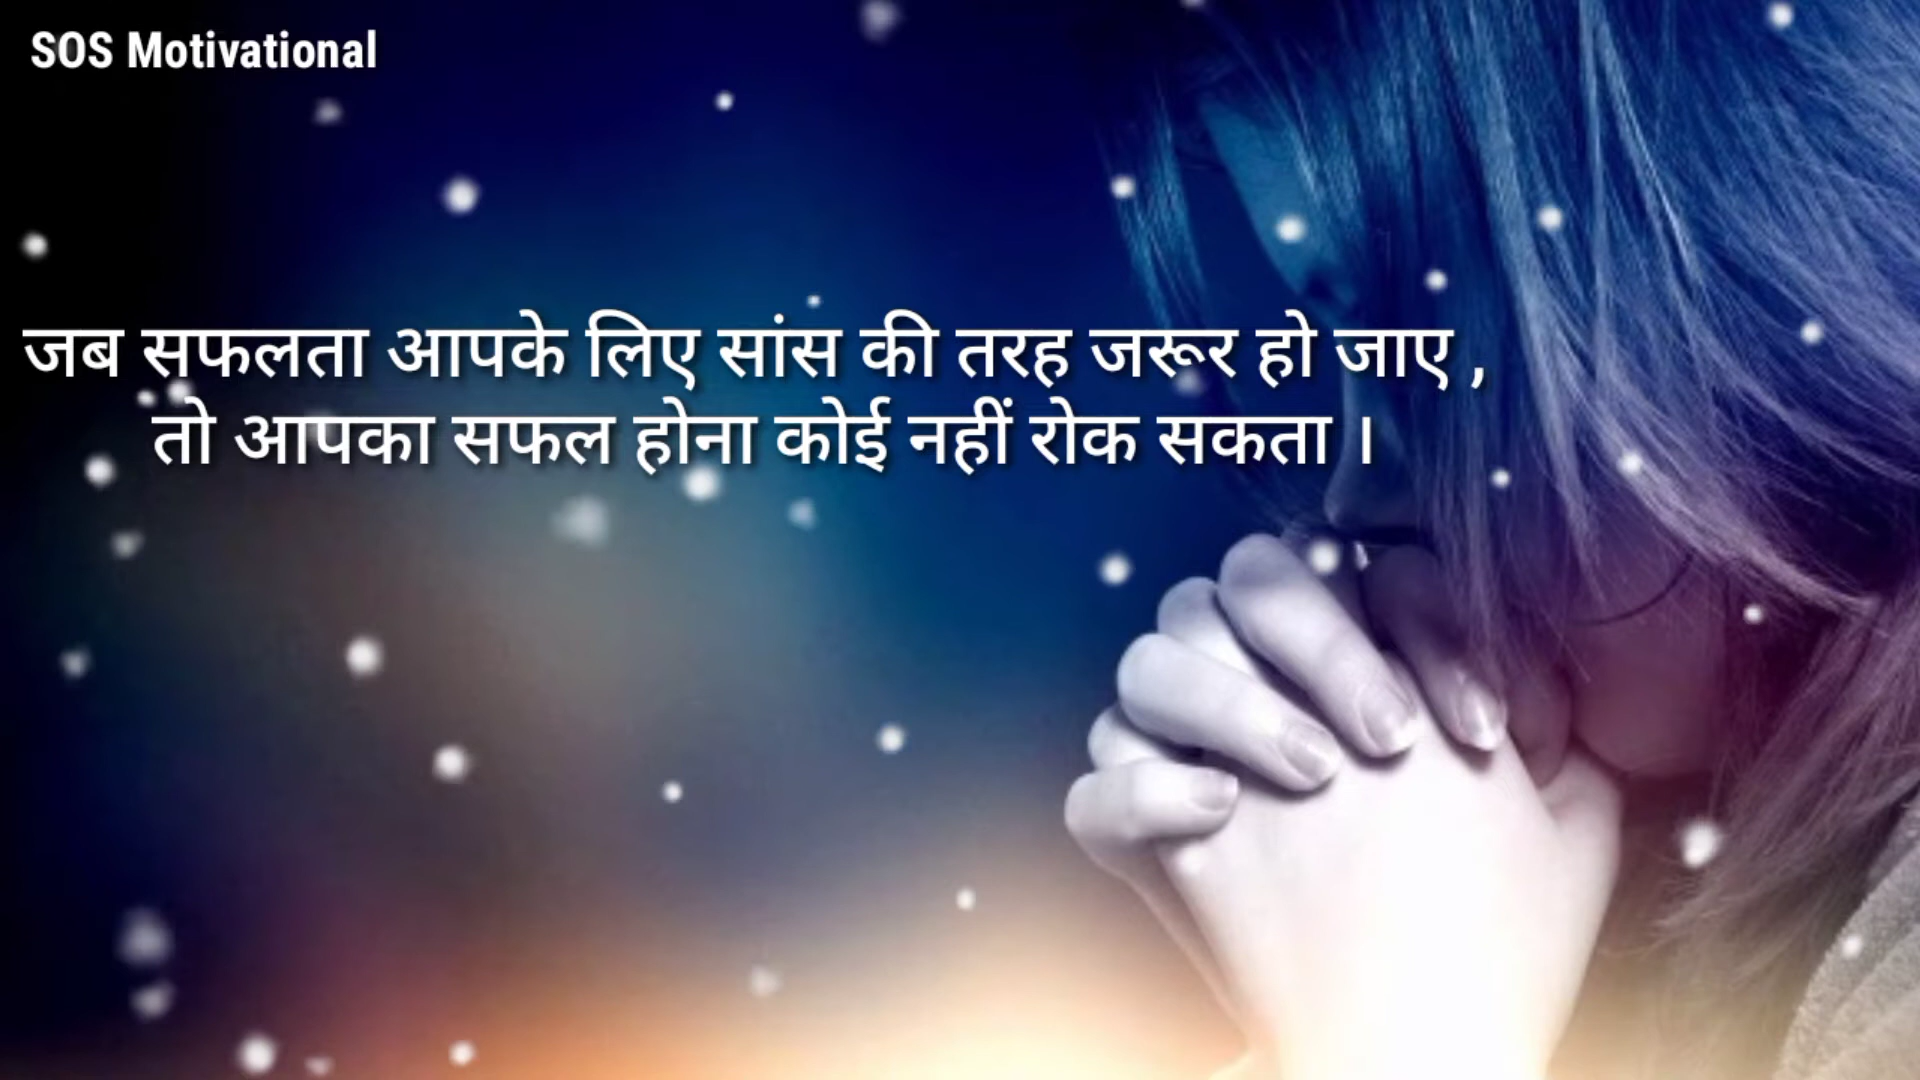 SOS Motivational
जब सफलता आपके लिए सांस की तरह जरूर हो जाए ,
तो आपका सफल होना कोई नहीं रोक सकता ।